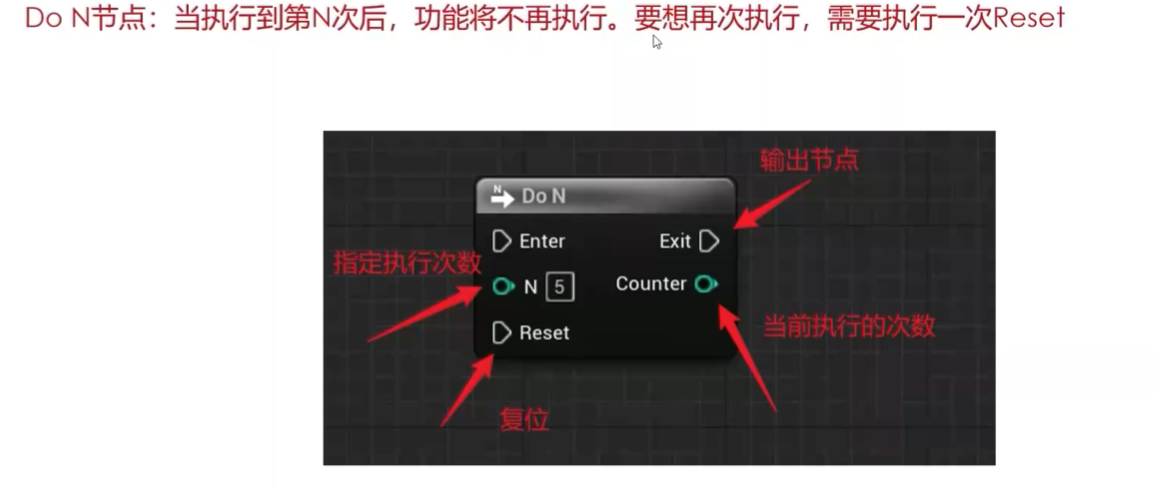 Do N节点：当执行到第N次后，功能将不再执行。要想再次执行，需要执行一次Reset
输出节点
N Do N
Enter Exit
指定执行次数
N 5 Counter
当前执行的次数
Reset
复位